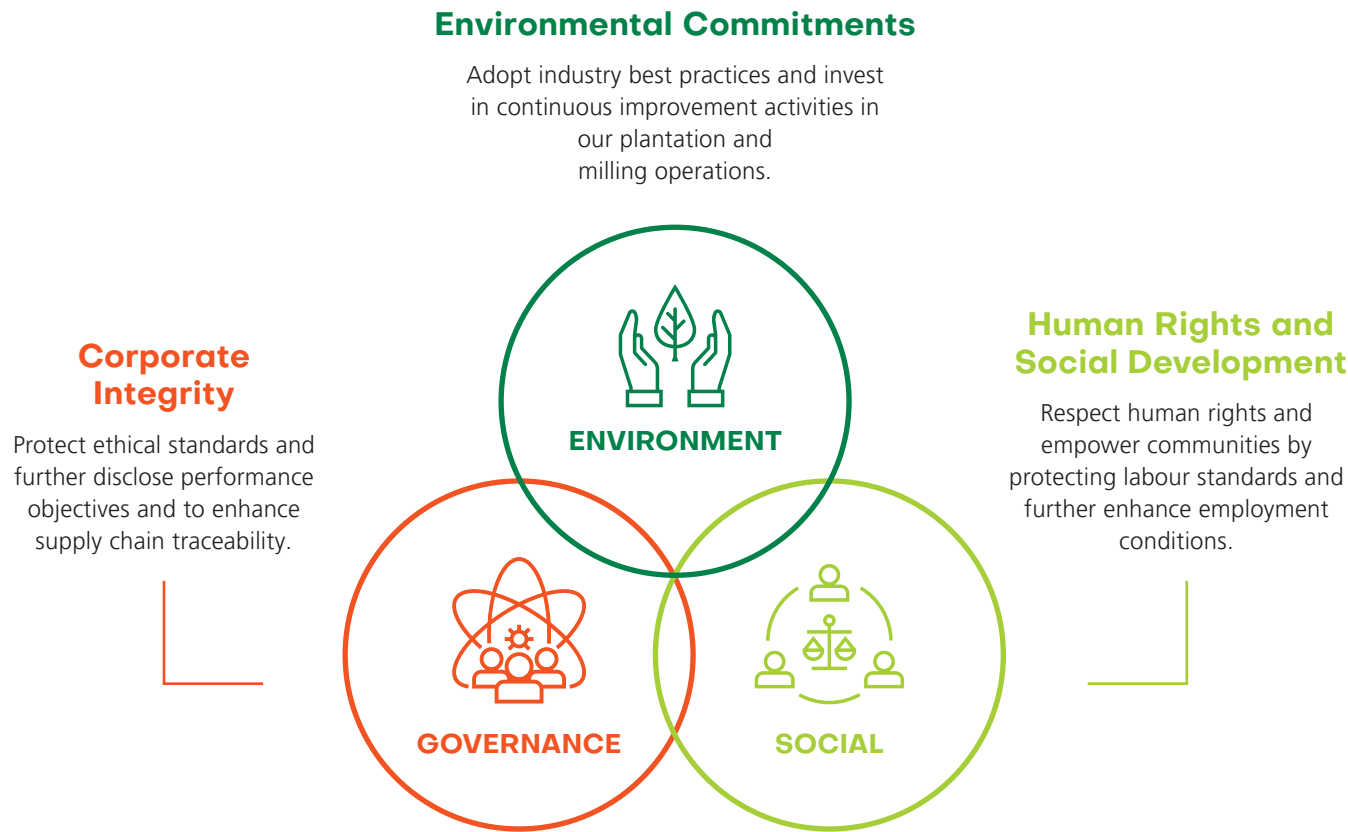 Environmental Commitments
Adopt industry best practices and invest
in continuous improvement activities in
our plantation and
milling operations.
Corporate
Integrity
Protect ethical standards and
further disclose performance
objectives and to enhance
supply chain traceability.
Human Rights and
Social Development
Respect human rights and
empower communities by
protecting labour standards and
further enhance employment
conditions.
ENVIRONMENT
GOVERNANCE
SOCIAL